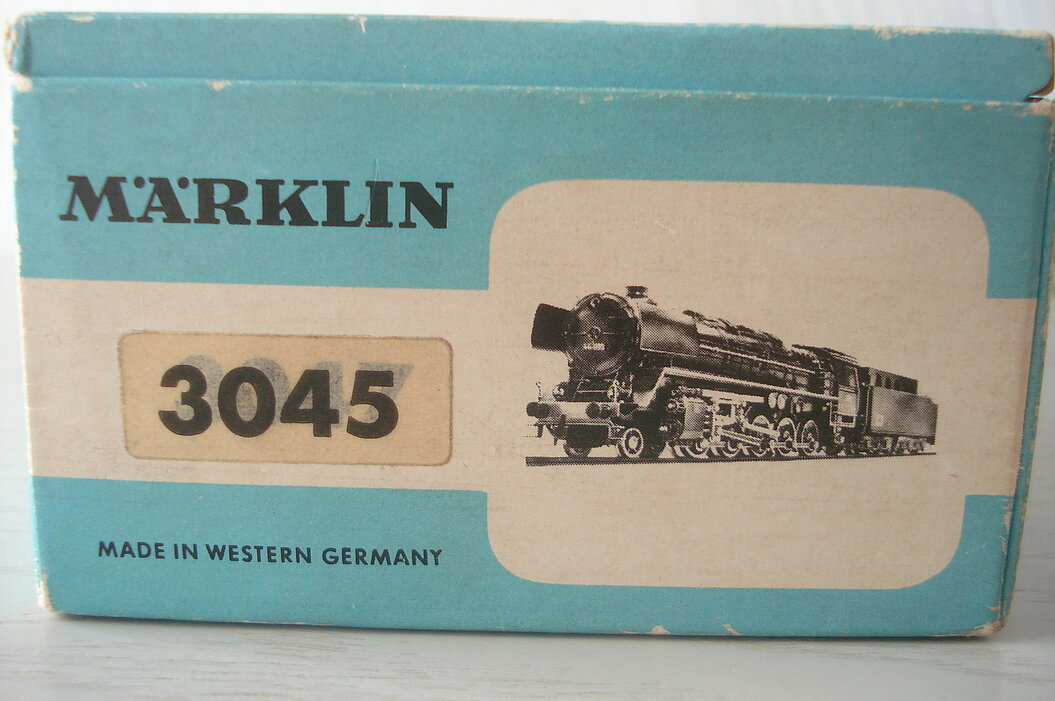 MÄRKLIN
3045
MADE IN WESTERN GERMANY